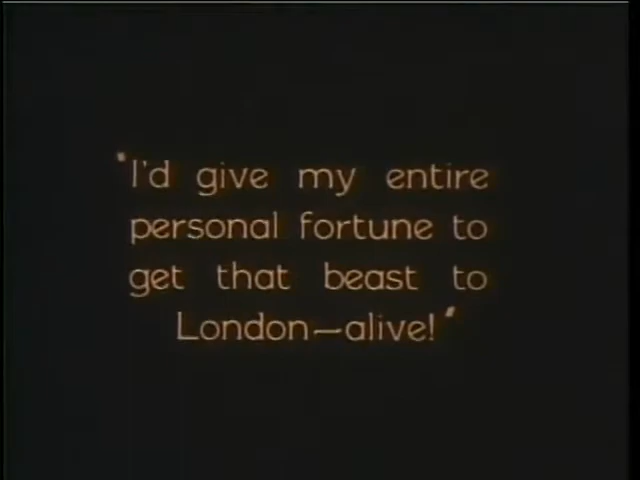 "I'd give my entire
personal fortune to
get that beast to
London—alive!"